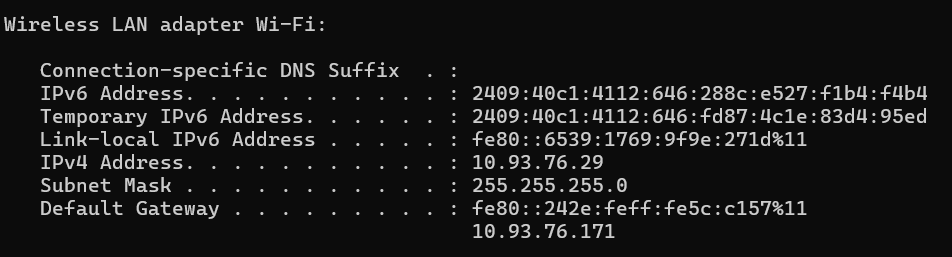 Wireless LAN adapter Wi-Fi:
Connection-specific DNS Suffix  . :
IPv6 Address. . . . . . . . . . . : 2409:40c1:4112:646:288c:e527:f1b4:f4b4
Temporary IPv6 Address. . . . . . : 2409:40c1:4112:646:fd87:4c1e:83d4:95ed
Link-local IPv6 Address . . . . . : fe80::6539:1769:9f9e:271d%11
IPv4 Address. . . . . . . . . . . : 10.93.76.29
Subnet Mask . . . . . . . . . . . : 255.255.255.0
Default Gateway . . . . . . . . . : fe80::242e:feff:fe5c:c157%11
10.93.76.171